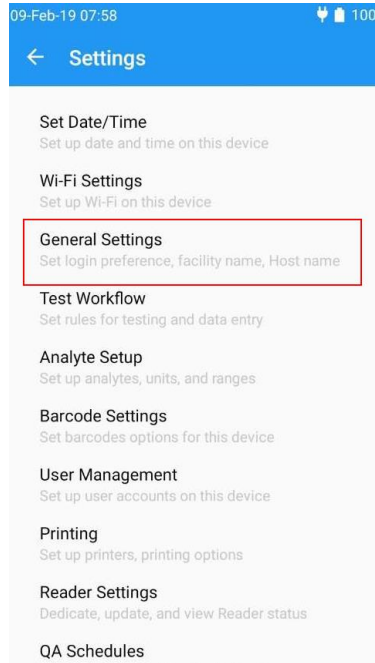 09-Feb-19 07:58 100
Settings
Set Date/Time
Set up date and time on this device
Wi-Fi Settings
Set up Wi-Fi on this device
General Settings
Set login preference, facility name, Host name
Test Workflow
Set rules for testing and data entry
Analyte Setup
Set up analytes, units, and ranges
Barcode Settings
Set barcodes options for this device
User Management
Set up user accounts on this device
Printing
Set up printers, printing options
Reader Settings
Dedicate, update, and view Reader status
QA Schedules